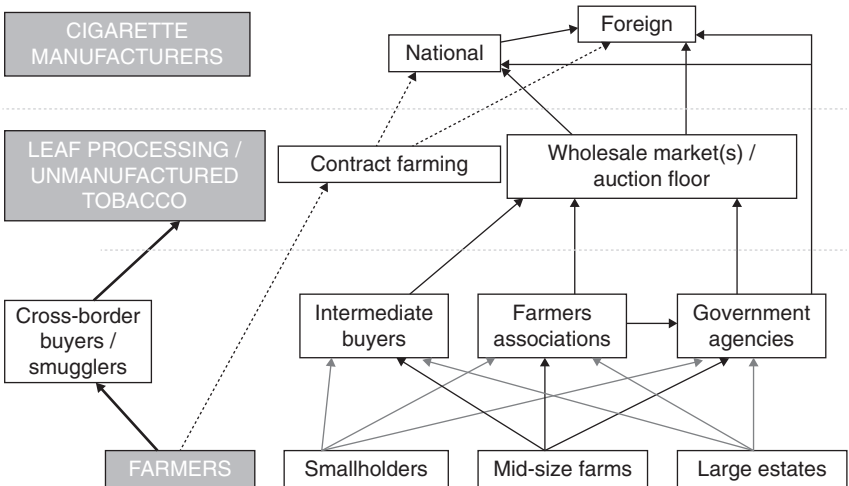 CIGARETTE
MANUFACTURERS
National
Foreign
LEAF PROCESSING /
UNMANUFACTURED
TOBACCO
Contract farming
Wholesale market(s) /
auction floor
Cross-border
buyers /
smugglers
Intermediate
buyers
Farmers
associations
Government
agencies
FARMERS
Smallholders
Mid-size farms
Large estates